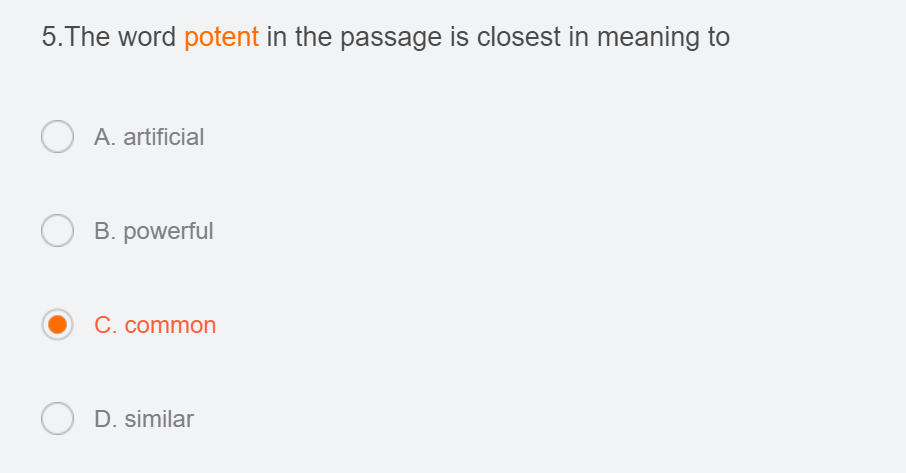 5.The word potent in the passage is closest in meaning to
A. artificial
B. powerful
C. common
D. similar